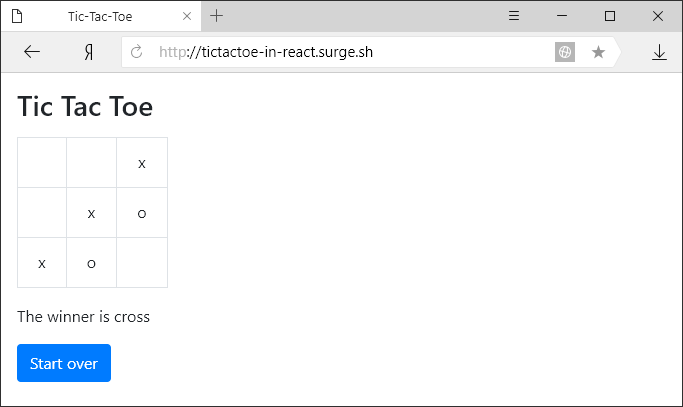 Tic-Tac-Toe
Я http://tictactoe-in-react.surge.sh
Tic Tac Toe
x
x o
x o
The winner is cross
Start over